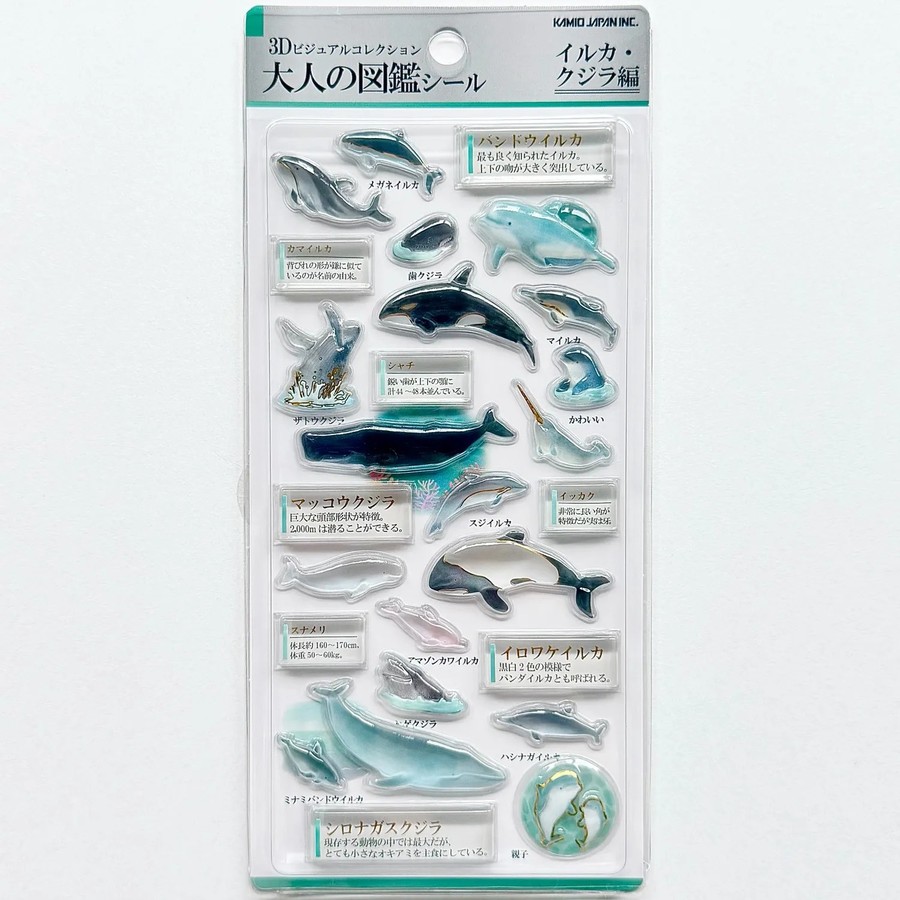 KAMIO JAPAN INC.
3Dビジュアルコレクション
大人の図鑑シール
イルカ・
クジラ編
バンドウイルカ
最も良く知られたイルカ。
上下の吻が大きく突出している。
メガネイルカ
カマイルカ
背びれの形が鎌に似て
いるのが名前の由来。
歯クジラ
マイルカ
シャチ
鋭い歯が上下の顎に
計44～48本並んでいる。
ザトウクジラ
かわいい
マッコウクジラ
巨大な頭部形状が特徴。
2,000mは潜ることができる。
スジイルカ
イッカク
非常に長い角が
特徴だが実は牙。
スナメリ
体長約160～170cm。
体重50～60kg。
アマゾンカワイルカ
イロワケイルカ
黒白2色の模様で
パンダイルカとも呼ばれる。
ヒゲクジラ
ハシナガイルカ
ミナミバンドウイルカ
シロナガスクジラ
現存する動物の中では最大だが、
とても小さなオキアミを主食にしている。
親子